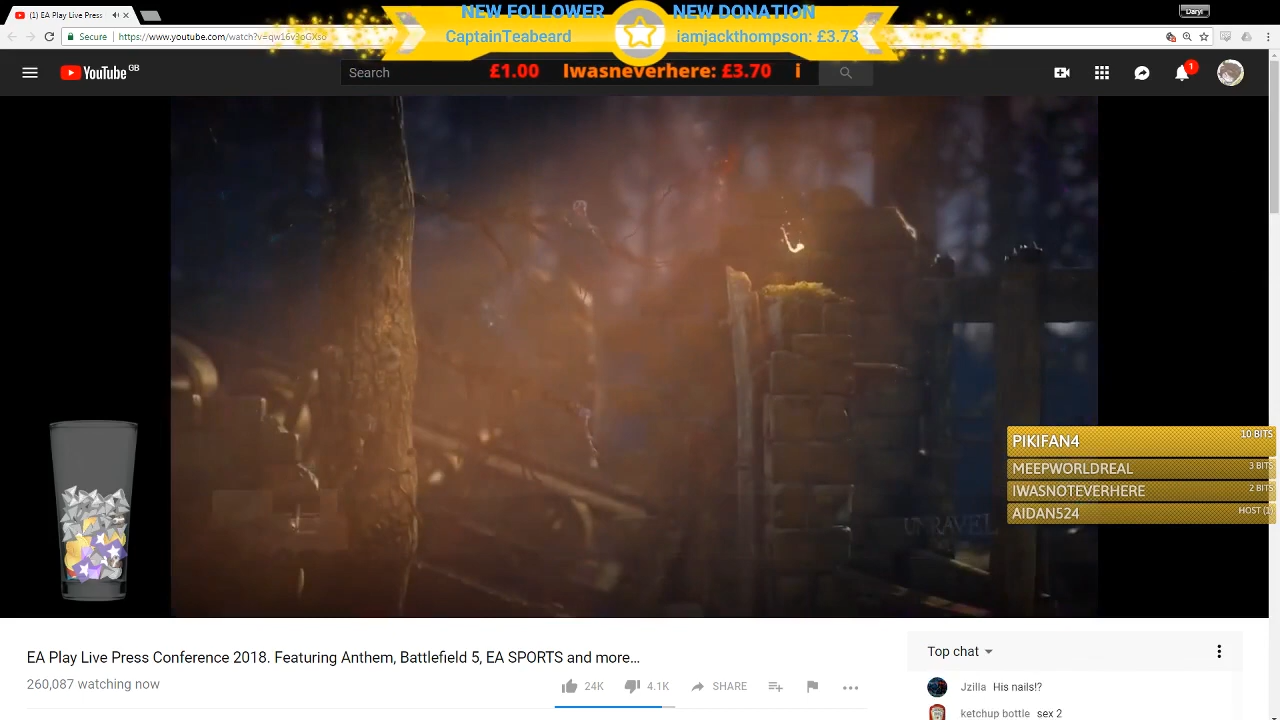 NEW FOLLOWER NEW DONATION
(1) EA Play Live Press Daryl
CaptainTeabeard iamjackthompson: £3.73
Secure https://www.youtube.com/watch?v=qw16v3oGXso
YouTube GB Search £1.00 Iwasneverhere: £3.70 i 1
PIKIFAN4 10 BITS
MEEPWORLDREAL 3 BITS
IWASNOTEVERHERE 2 BITS
AIDAN524 HOST (1)
UNRAVEL
EA Play Live Press Conference 2018. Featuring Anthem, Battlefield 5, EA SPORTS and more...
260,087 watching now
24K 4.1K SHARE
Top chat
Jzilla His nails!?
ketchup bottle sex 2